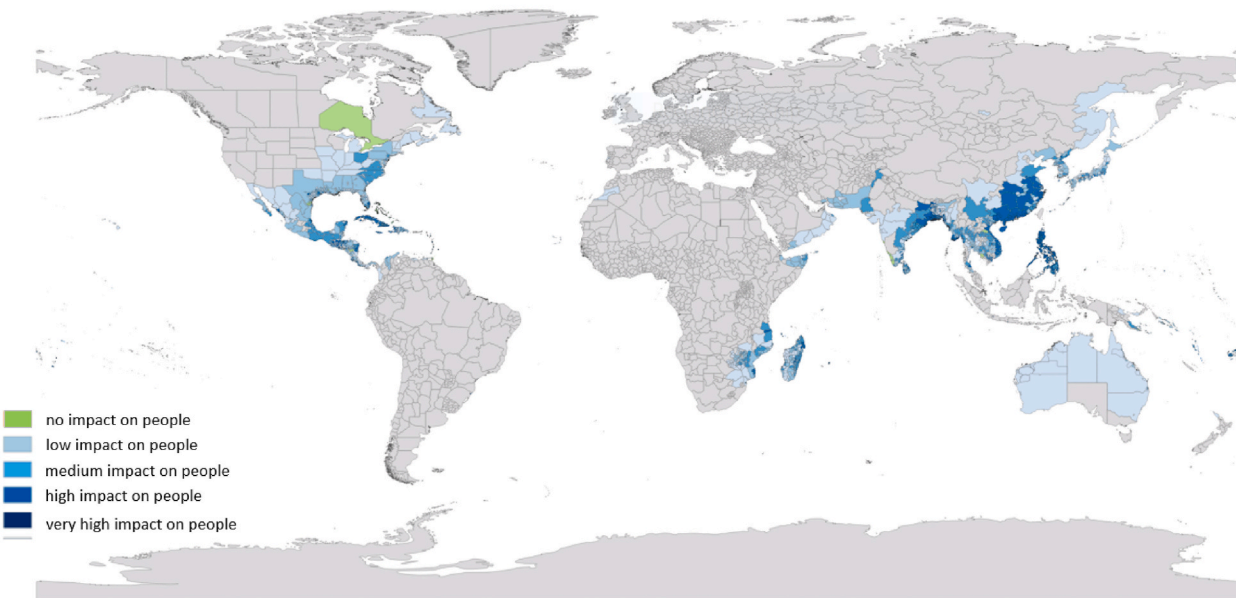 no impact on people
low impact on people
medium impact on people
high impact on people
very high impact on people